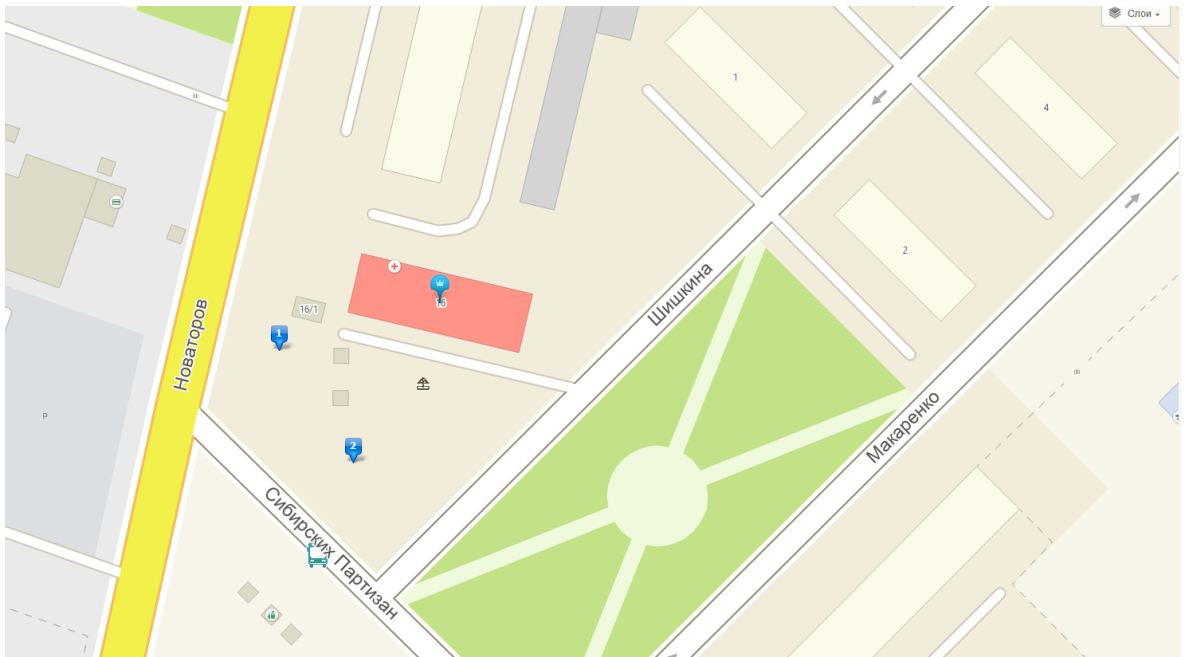 Слои
1
4
2
16
16/1
1
2
P
Новаторов
Шишкина
Макаренко
Сибирских Партизан